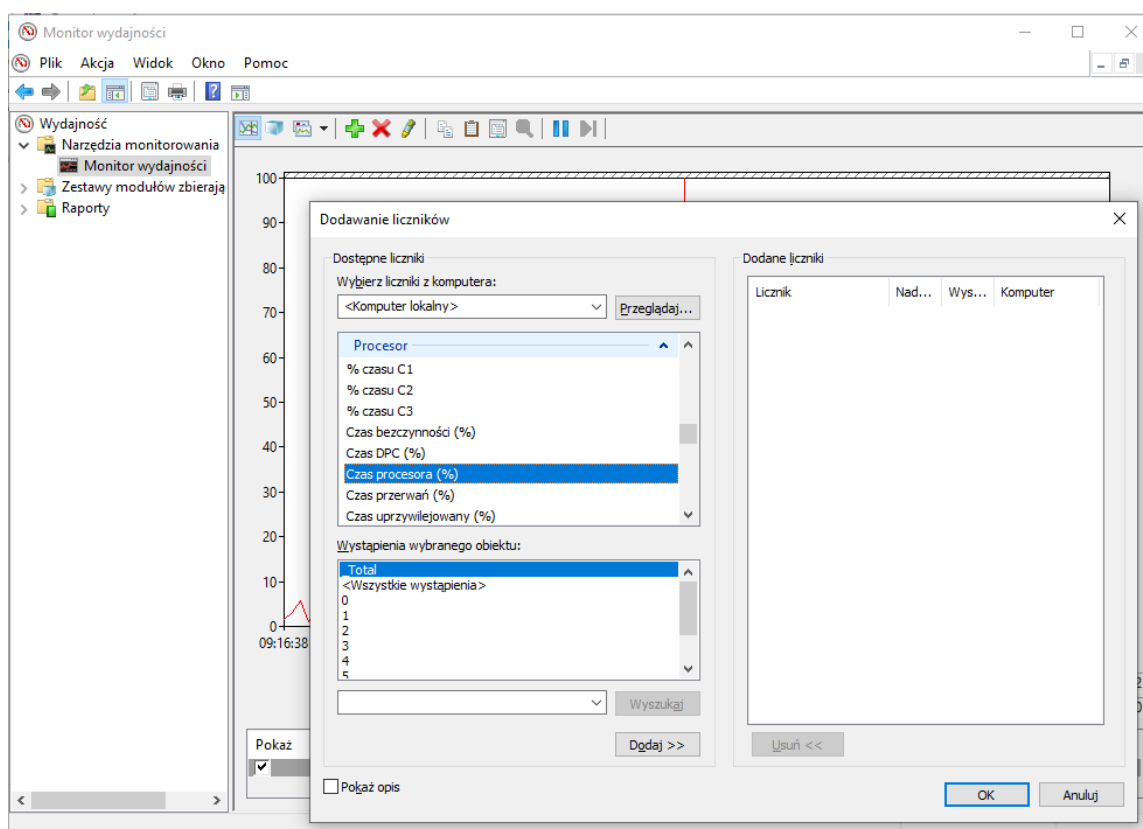 Monitor wydajności
Plik Akcja Widok Okno Pomoc
Wydajność
Narzędzia monitorowania
Monitor wydajności
Zestawy modułów zbierają
Raporty
100
90
80
70
60
50
40
30
20
10
0
09:16:38
Pokaż
Dodawanie liczników
Dostępne liczniki
Wybierz liczniki z komputera:
<Komputer lokalny>
Przeglądaj...
Procesor
% czasu C1
% czasu C2
% czasu C3
Czas bezczynności (%)
Czas DPC (%)
Czas procesora (%)
Czas przerwań (%)
Czas uprzywilejowany (%)
Wystąpienia wybranego obiektu:
_Total
<Wszystkie wystąpienia>
0
1
2
3
4
5
Wyszukaj
Dodaj >>
Pokaż opis
Dodane liczniki
Licznik Nad... Wys... Komputer
Usuń <<
OK Anuluj